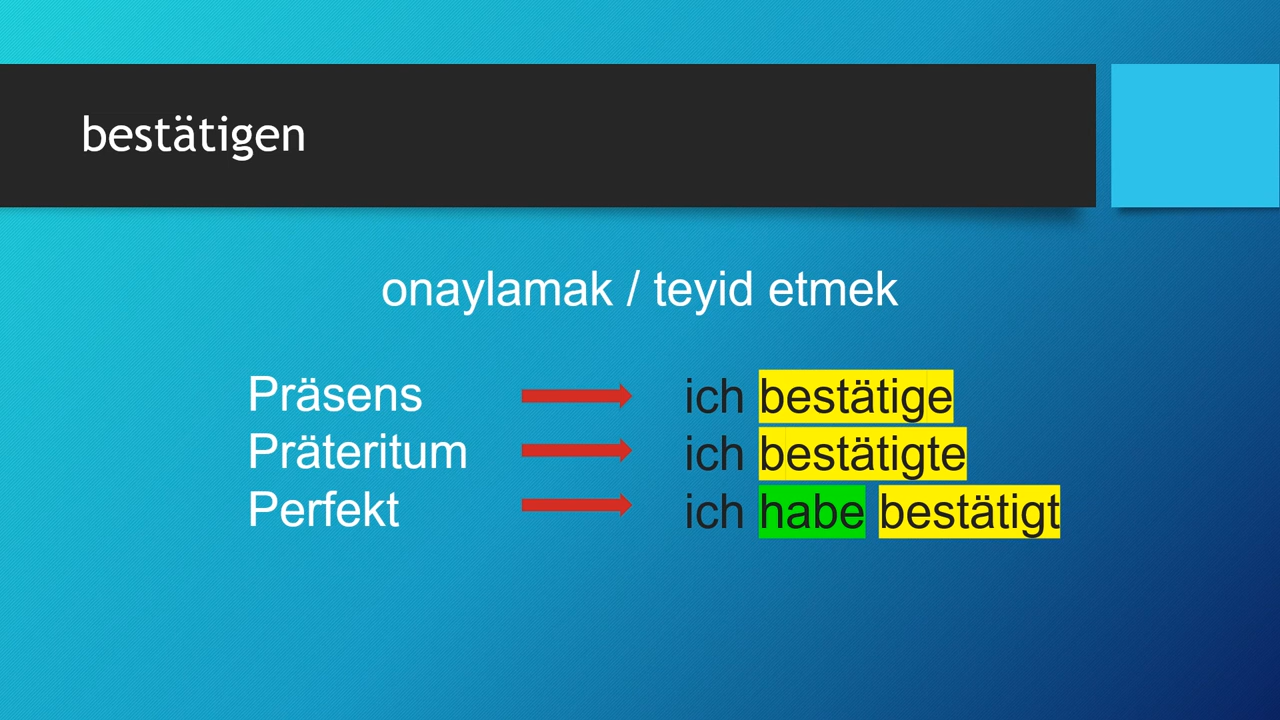 bestätigen
onaylamak / teyid etmek
Präsens ich bestätige
Präteritum ich bestätigte
Perfekt ich habe bestätigt